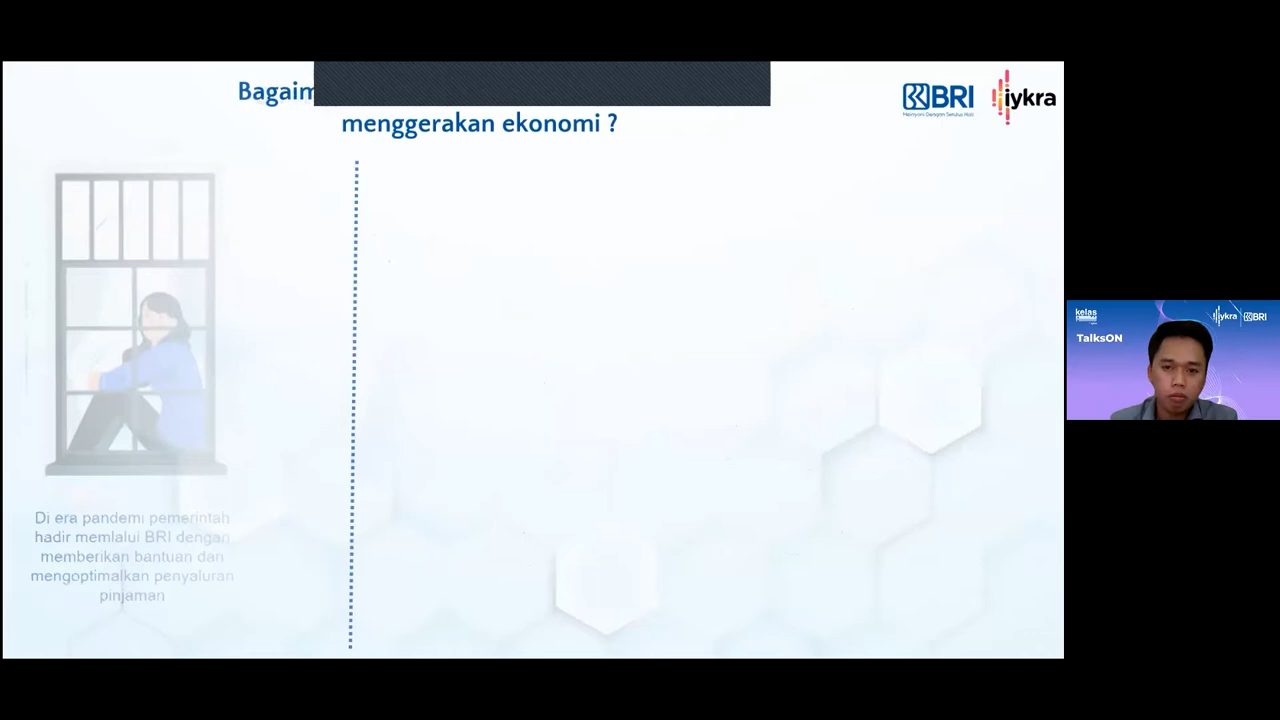 Bagaim
menggerakan ekonomi ?
BRI
Melayani Dengan Setulus Hati
iykra
Di era pandemi pemerintah
hadir memlalui BRI dengan
memberikan bantuan dan
mengoptimalkan penyaluran
pinjaman
kelas
iykra BRI
TalksON